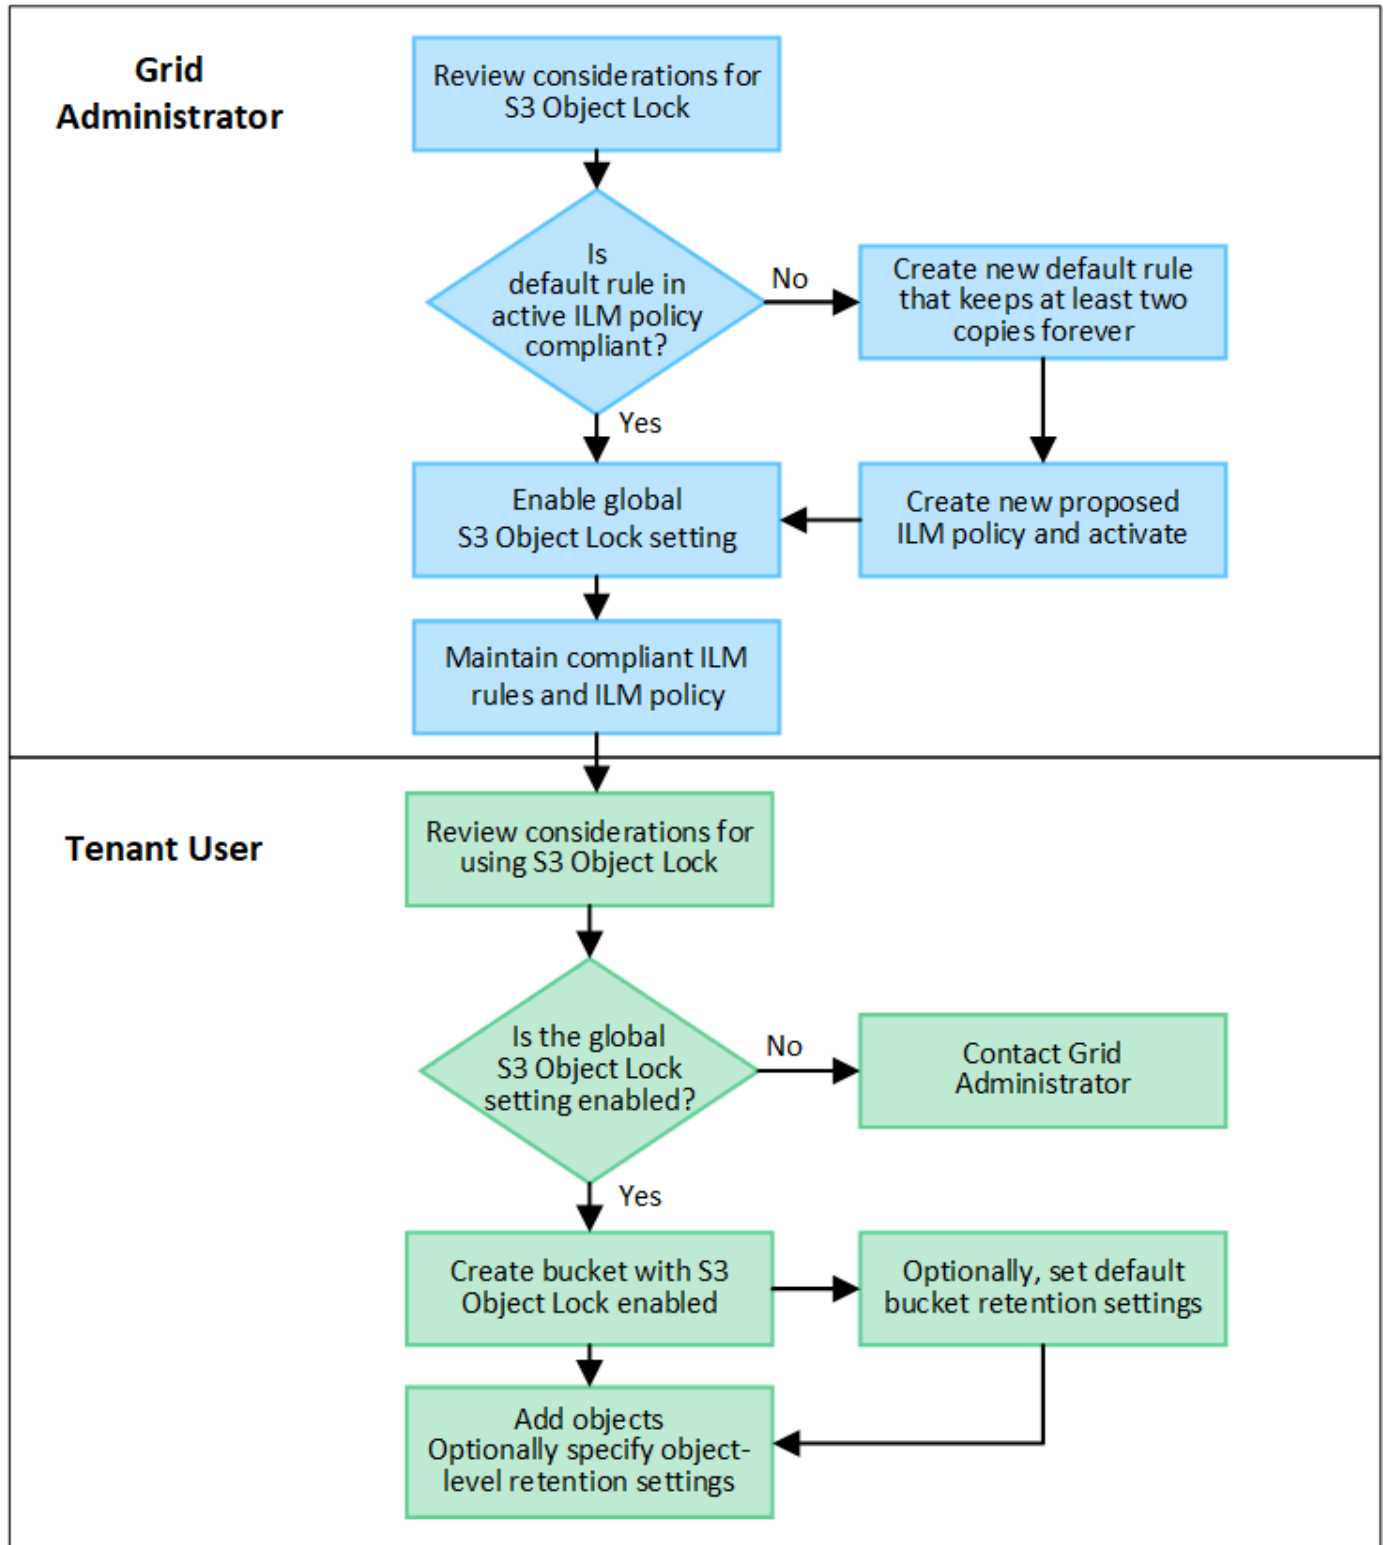 Grid
Administrator
Review considerations for
S3 Object Lock
Is
default rule in
active ILM policy
compliant?
No
Create new default rule
that keeps at least two
copies forever
Yes
Enable global
S3 Object Lock setting
Create new proposed
ILM policy and activate
Maintain compliant ILM
rules and ILM policy
Tenant User
Review considerations for
using S3 Object Lock
Is the global
S3 Object Lock
setting enabled?
No
Contact Grid
Administrator
Yes
Create bucket with S3
Object Lock enabled
Optionally, set default
bucket retention settings
Add objects
Optionally specify object-
level retention settings